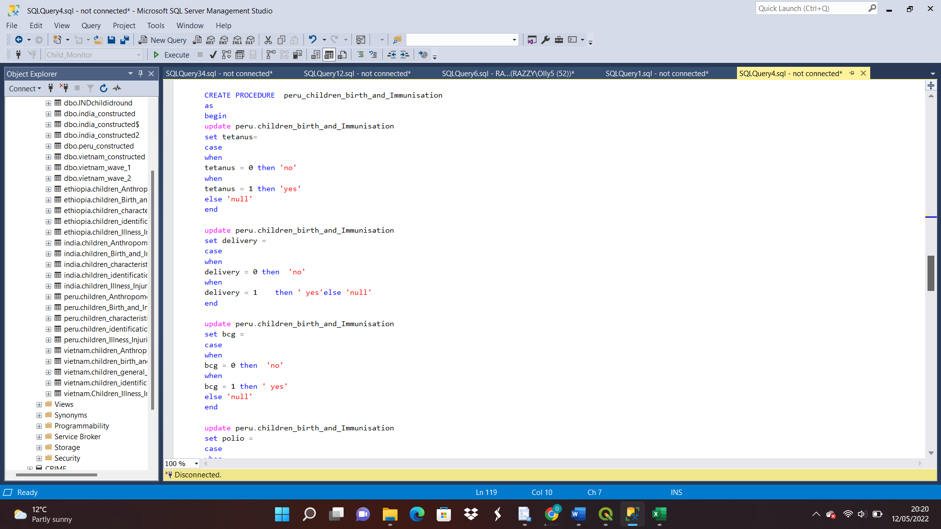 SQLQuery4.sql - not connected* - Microsoft SQL Server Management Studio
Quick Launch (Ctrl+Q)
File Edit View Query Project Tools Window Help
New Query
Child_Monitor Execute
Object Explorer
SQLQuery34.sql - not connected* SQLQuery12.sql - not connected* SQLQuery6.sql - RA...(RAZZY\Olly5 (52))* SQLQuery1.sql - not connected* SQLQuery4.sql - not connected*
Connect
dbo.INDchildidround
dbo.india_constructed
dbo.india_constructed$
dbo.india_constructed2
dbo.peru_constructed
dbo.vietnam_constructed
dbo.vietnam_wave_1
dbo.vietnam_wave_2
ethiopia.children_Anthrop
ethiopia.children_Birth_an
ethiopia.children_characte
ethiopia.children_identific
ethiopia.children_Illness_In
india.children_Anthropom
india.children_Birth_and_In
india.children_characterist
india.children_identificatio
india.children_Illness_Injur
peru.children_Anthropome
peru.children_Birth_and_Ir
peru.children_characteristi
peru.children_identificatio
peru.children_Illness_Injuri
vietnam.children_Anthrop
vietnam.children_birth_an
vietnam.children_general_
vietnam.children_identific
vietnam.Children_Illness_Ir
Views
Synonyms
Programmability
Service Broker
Storage
Security
CRIME
CREATE PROCEDURE peru_children_birth_and_Immunisation
as
begin
update peru.children_birth_and_Immunisation
set tetanus=
case
when
tetanus = 0 then 'no'
when
tetanus = 1 then 'yes'
else 'null'
end
update peru.children_birth_and_Immunisation
set delivery =
case
when
delivery = 0 then 'no'
when
delivery = 1 then ' yes'else 'null'
end
update peru.children_birth_and_Immunisation
set bcg =
case
when
bcg = 0 then 'no'
when
bcg = 1 then ' yes'
else 'null'
end
update peru.children_birth_and_Immunisation
set polio =
case
when
100 %
Disconnected.
Ready Ln 119 Col 10 Ch 7 INS
12°C
Partly sunny
20:20
12/05/2022